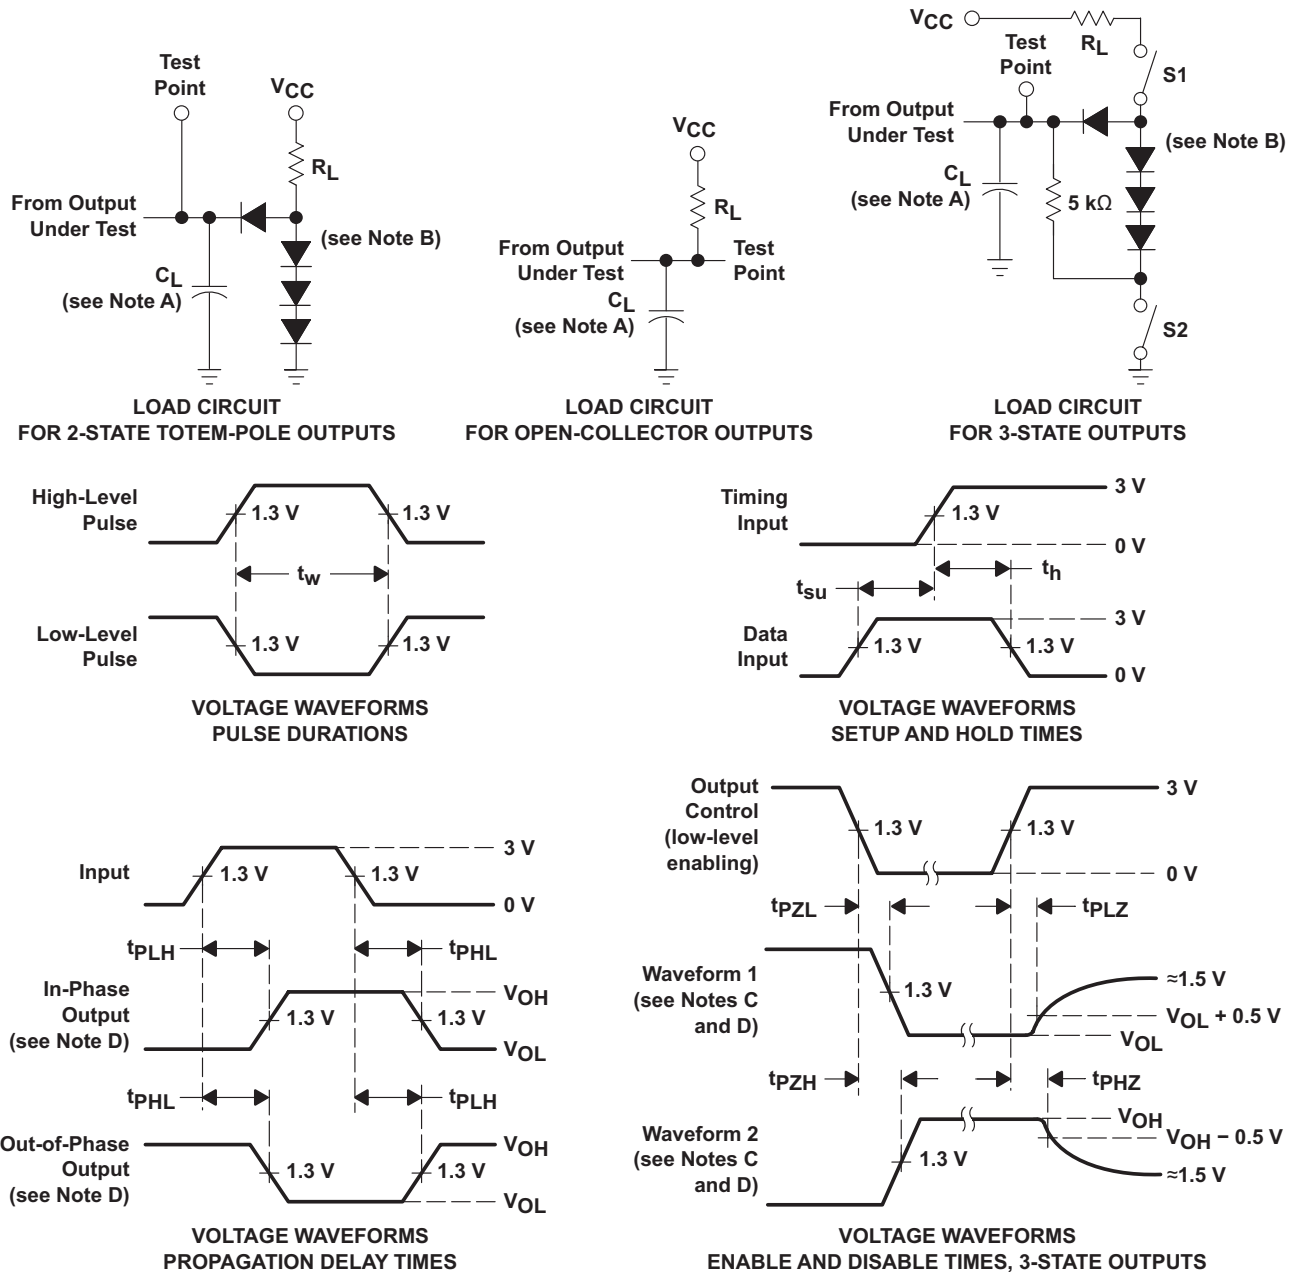 Test
Point
VCC
RL
From Output
Under Test
(see Note B)
CL
(see Note A)
LOAD CIRCUIT
FOR 2-STATE TOTEM-POLE OUTPUTS
VCC
RL
From Output
Under Test
Test
Point
CL
(see Note A)
LOAD CIRCUIT
FOR OPEN-COLLECTOR OUTPUTS
VCC
RL
Test
Point
S1
From Output
Under Test
(see Note B)
CL
(see Note A)
5 kΩ
S2
LOAD CIRCUIT
FOR 3-STATE OUTPUTS
High-Level
Pulse
1.3 V
1.3 V
tw
Low-Level
Pulse
1.3 V
1.3 V
VOLTAGE WAVEFORMS
PULSE DURATIONS
Timing
Input
3 V
1.3 V
0 V
th
tsu
3 V
Data
Input
1.3 V
1.3 V
0 V
VOLTAGE WAVEFORMS
SETUP AND HOLD TIMES
Input
3 V
1.3 V
1.3 V
0 V
tPLH
tPHL
In-Phase
Output
(see Note D)
VOH
1.3 V
1.3 V
VOL
tPHL
tPLH
Out-of-Phase
Output
(see Note D)
VOH
1.3 V
1.3 V
VOL
VOLTAGE WAVEFORMS
PROPAGATION DELAY TIMES
Output
Control
(low-level
enabling)
3 V
1.3 V
1.3 V
0 V
tPZL
tPLZ
Waveform 1
(see Notes C
and D)
1.3 V
≈1.5 V
VOL + 0.5 V
VOL
tPZH
tPHZ
Waveform 2
(see Notes C
and D)
1.3 V
VOH
VOH − 0.5 V
≈1.5 V
VOLTAGE WAVEFORMS
ENABLE AND DISABLE TIMES, 3-STATE OUTPUTS